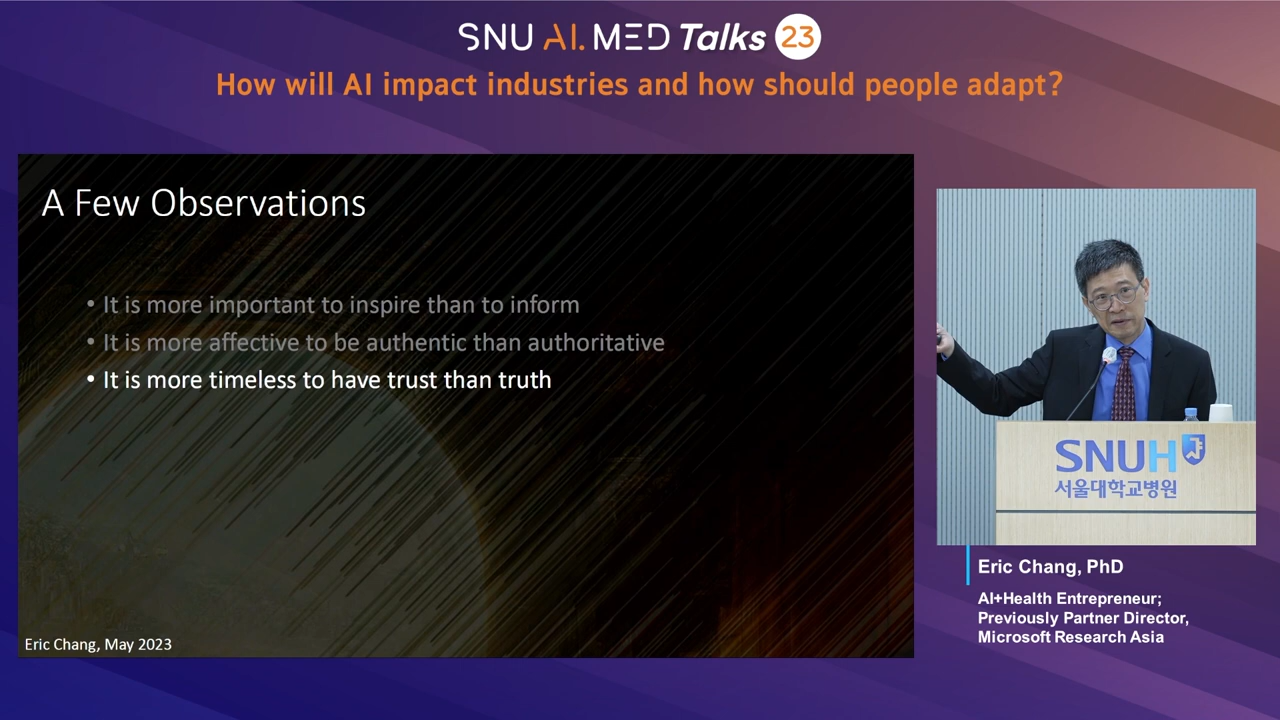 SNU AI. MED Talks 23
How will AI impact industries and how should people adapt?
A Few Observations
• It is more important to inspire than to inform
• It is more affective to be authentic than authoritative
• It is more timeless to have trust than truth
Eric Chang, May 2023
SNUH
서울대학교병원
Eric Chang, PhD
AI+Health Entrepreneur;
Previously Partner Director,
Microsoft Research Asia